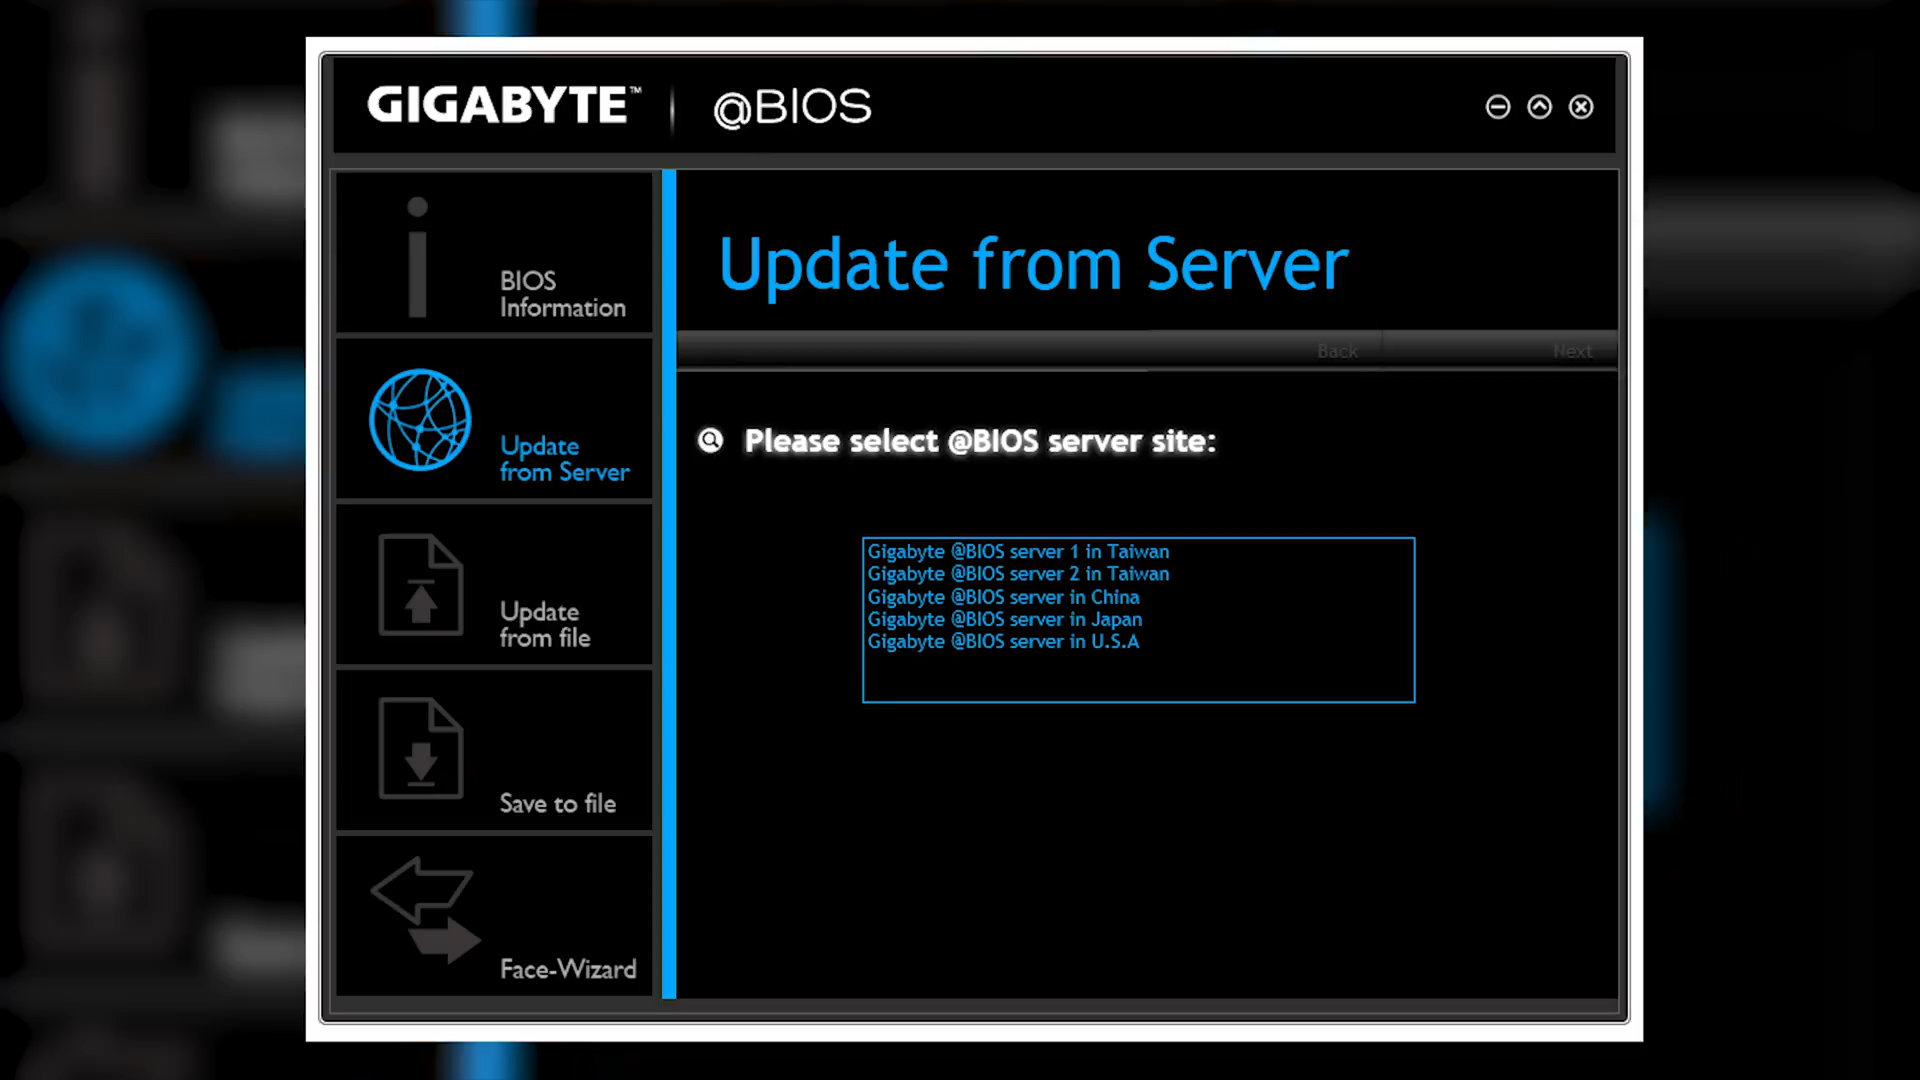 GIGABYTE™ @BIOS
BIOS
Information
Update
from Server
Update
from file
Save to file
Face-Wizard
Update from Server
Back Next
Please select @BIOS server site:
Gigabyte @BIOS server 1 in Taiwan
Gigabyte @BIOS server 2 in Taiwan
Gigabyte @BIOS server in China
Gigabyte @BIOS server in Japan
Gigabyte @BIOS server in U.S.A